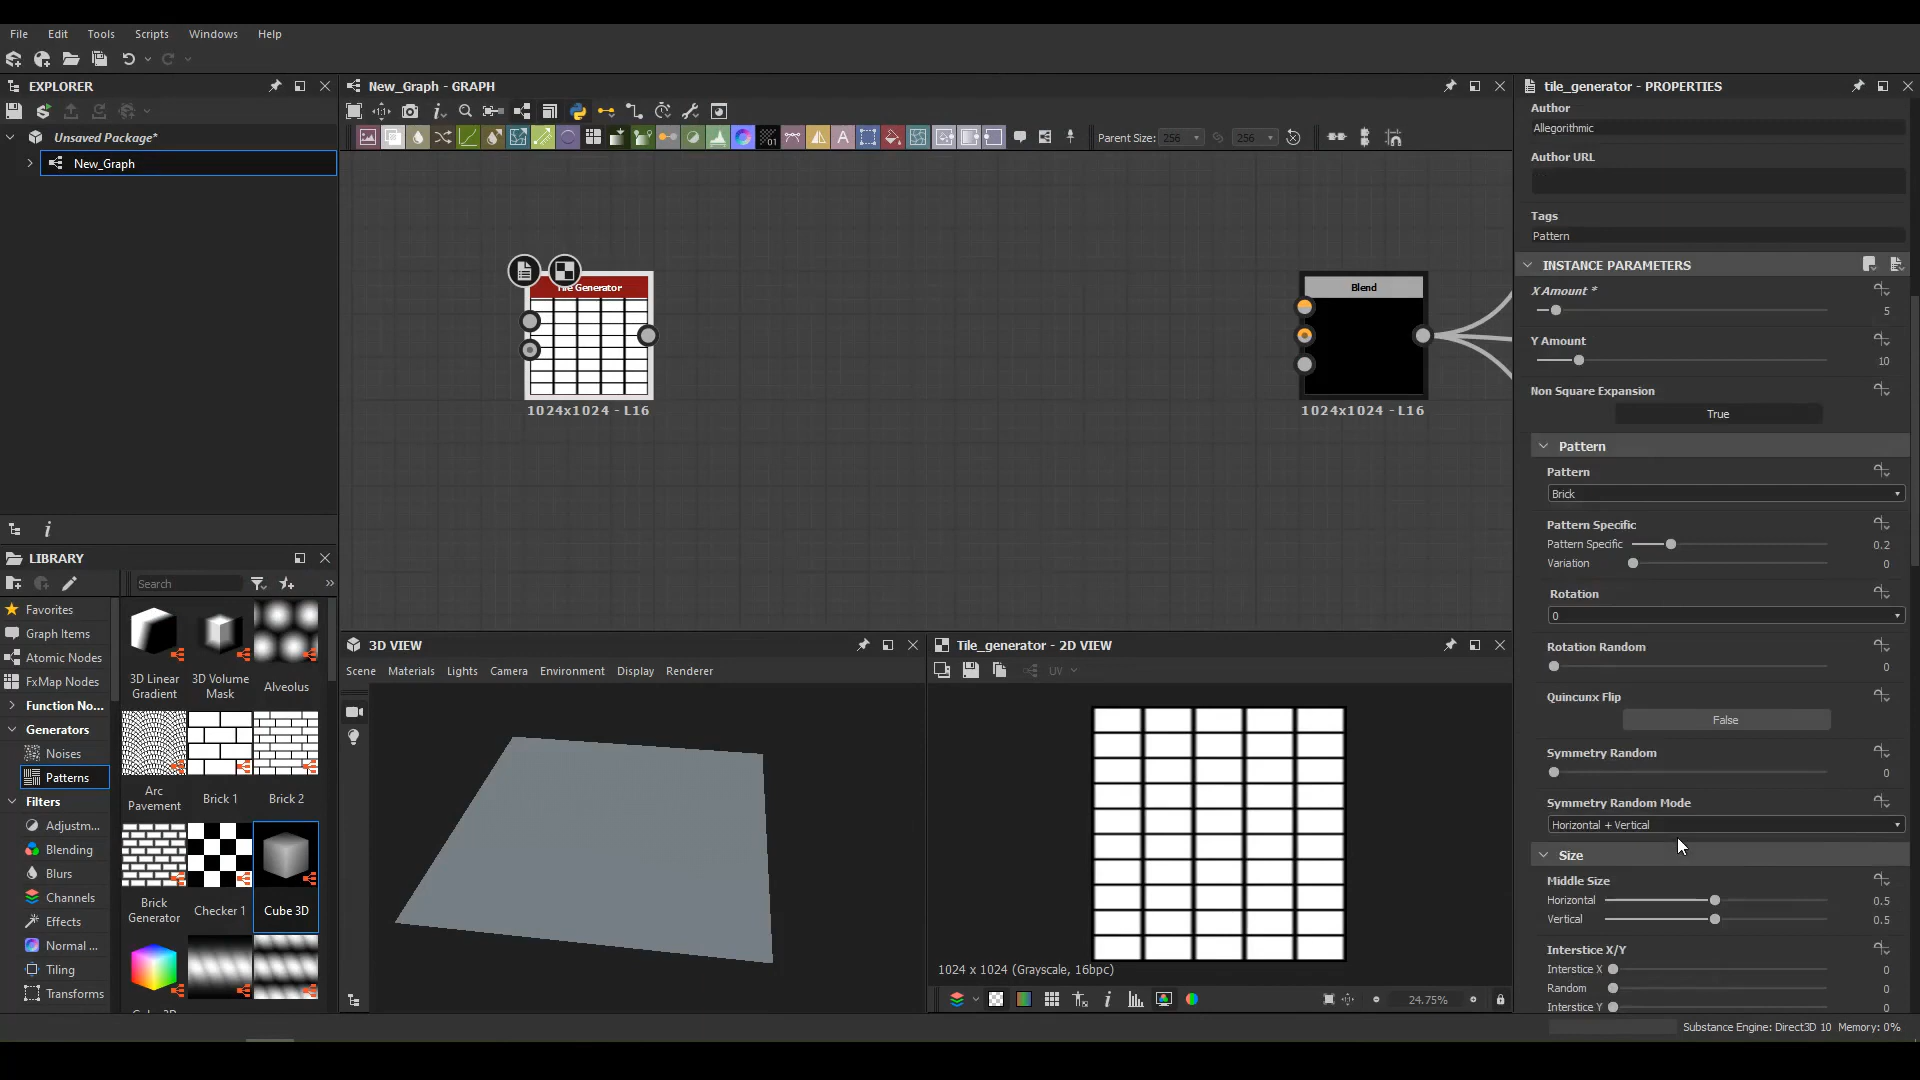 File Edit Tools Scripts Windows Help
EXPLORER
Unsaved Package*
New_Graph
LIBRARY
Search
Favorites
Graph Items
Atomic Nodes
FxMap Nodes
Function No...
Generators
Noises
Patterns
Filters
Adjustm...
Blending
Blurs
Channels
Effects
Normal ...
Tiling
Transforms
3D Linear Gradient
3D Volume Mask
Alveolus
Arc Pavement
Brick 1
Brick 2
Brick Generator
Checker 1
Cube 3D
New_Graph - GRAPH
Parent Size: 256 256
Tile Generator
1024x1024 - L16
Blend
1024x1024 - L16
3D VIEW
Scene Materials Lights Camera Environment Display Renderer
Tile_generator - 2D VIEW
UV
1024 x 1024 (Grayscale, 16bpc)
24.75%
tile_generator - PROPERTIES
Author
Allegorithmic
Author URL
Tags
Pattern
INSTANCE PARAMETERS
X Amount *
5
Y Amount
10
Non Square Expansion
True
Pattern
Pattern
Brick
Pattern Specific
Pattern Specific 0.2
Variation 0
Rotation
0
Rotation Random
0
Quincunx Flip
False
Symmetry Random
0
Symmetry Random Mode
Horizontal + Vertical
Size
Middle Size
Horizontal 0.5
Vertical 0.5
Interstice X/Y
Interstice X 0
Random 0
Interstice Y 0
Substance Engine: Direct3D 10 Memory: 0%